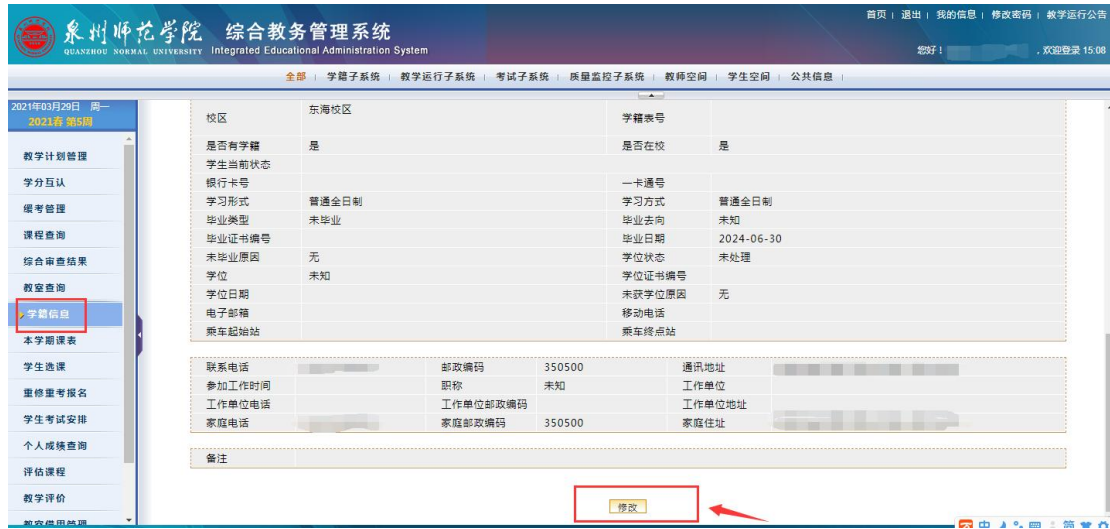 首页 | 退出 | 我的信息 | 修改密码 | 教学运行公告
泉州师范学院 综合教务管理系统
QUANZHOU NORMAL UNIVERSITY Integrated Educational Administration System
您好！ ，欢迎登录 15:08
全部 | 学籍子系统 | 教学运行子系统 | 考试子系统 | 质量监控子系统 | 教师空间 | 学生空间 | 公共信息 |
2021年03月29日 周一
2021春 第5周
教学计划管理
学分互认
缓考管理
课程查询
综合审查结果
教室查询
学籍信息
本学期课表
学生选课
重修重考报名
学生考试安排
个人成绩查询
评估课程
教学评价
教室借用管理
校区 东海校区 学籍表号
是否有学籍 是 是否在校 是
学生当前状态
银行卡号 一卡通号
学习形式 普通全日制 学习方式 普通全日制
毕业类型 未毕业 毕业去向 未知
毕业证书编号 毕业日期 2024-06-30
未毕业原因 无 学位状态 未处理
学位 未知 学位证书编号
学位日期 未获学位原因 无
电子邮箱 移动电话
乘车起始站 乘车终点站
联系电话 邮政编码 350500 通讯地址
参加工作时间 职称 未知 工作单位
工作单位电话 工作单位邮政编码 工作单位地址
家庭电话 家庭邮政编码 350500 家庭住址
备注
修改
中 简